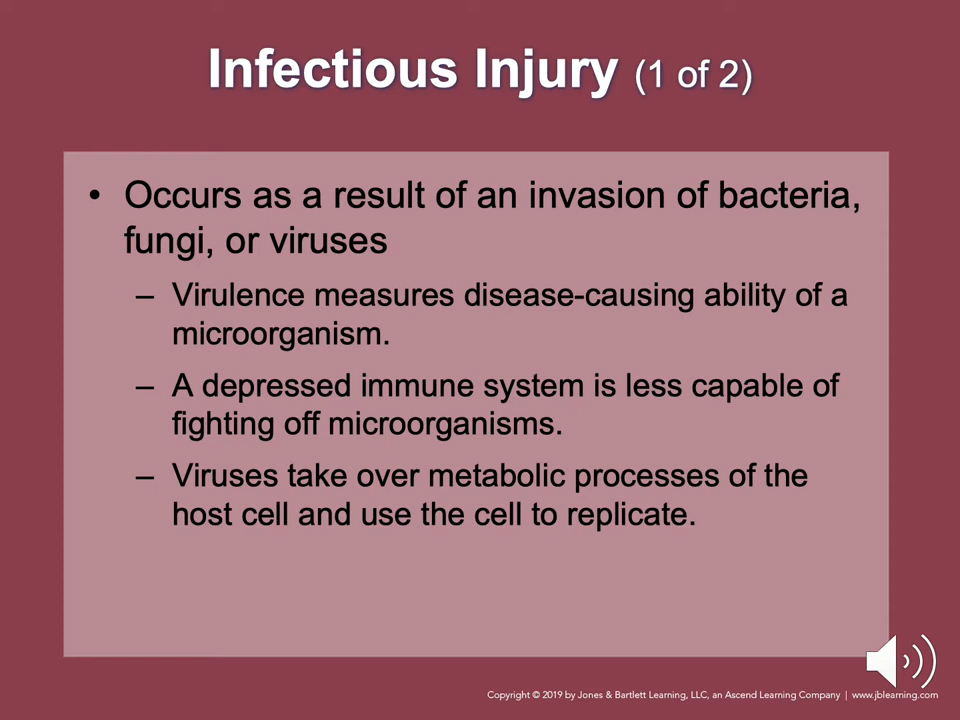 Infectious Injury (1 of 2)
• Occurs as a result of an invasion of bacteria,
fungi, or viruses
– Virulence measures disease-causing ability of a
microorganism.
– A depressed immune system is less capable of
fighting off microorganisms.
– Viruses take over metabolic processes of the
host cell and use the cell to replicate.
Copyright © 2019 by Jones & Bartlett Learning, LLC, an Ascend Learning Company | www.jblearning.com